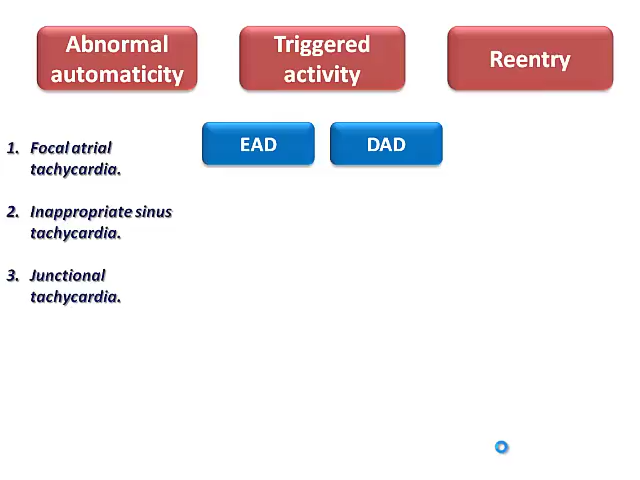 Abnormal
automaticity
Triggered
activity
Reentry
EAD
DAD
1. Focal atrial
tachycardia.
2. Inappropriate sinus
tachycardia.
3. Junctional
tachycardia.